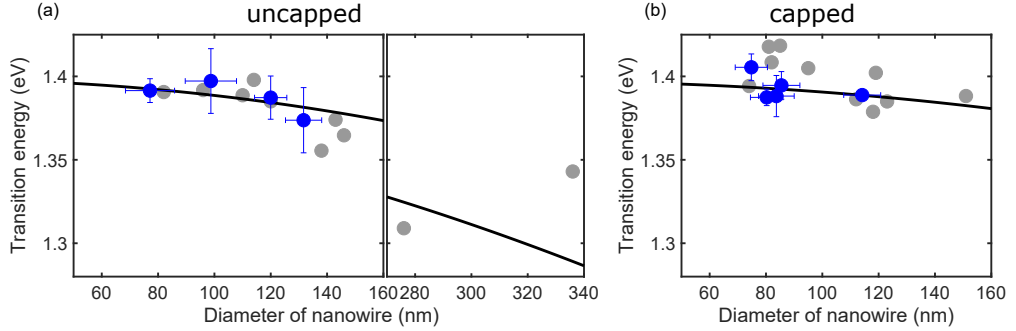 (a) uncapped
Transition energy (eV)
1.4
1.35
1.3
60 80 100 120 140 160 280 300 320 340
Diameter of nanowire (nm)
(b) capped
Transition energy (eV)
1.4
1.35
1.3
60 80 100 120 140 160
Diameter of nanowire (nm)